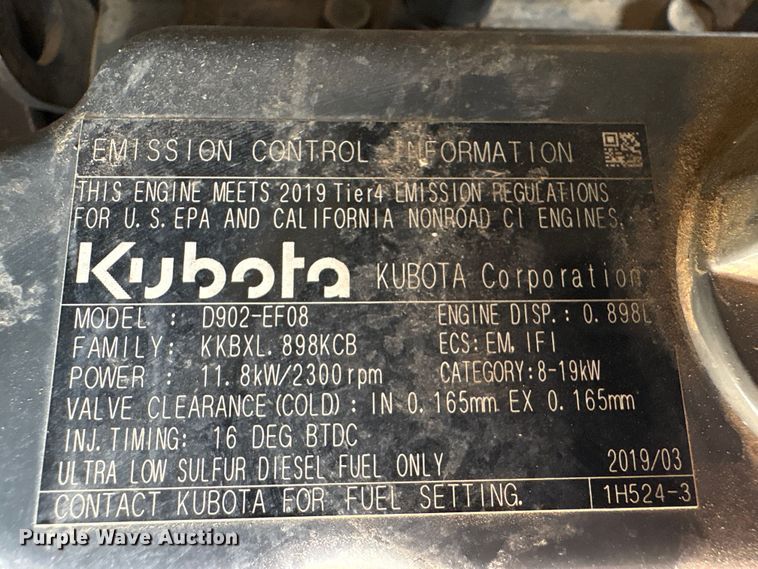 EMISSION CONTROL INFORMATION
THIS ENGINE MEETS 2019 Tier4 EMISSION REGULATIONS
FOR U.S.EPA AND CALIFORNIA NONROAD CI ENGINES.
Kubota KUBOTA Corporation
MODEL : D902-EF08 ENGINE DISP.: 0.898L
FAMILY: KKBXL.898KCB ECS:EM, IFI
POWER : 11.8kW/2300rpm CATEGORY:8-19kW
VALVE CLEARANCE(COLD): IN 0.165mm EX 0.165mm
INJ.TIMING: 16 DEG BTDC
ULTRA LOW SULFUR DIESEL FUEL ONLY 2019/03
CONTACT KUBOTA FOR FUEL SETTING. 1H524-3
Purple Wave Auction